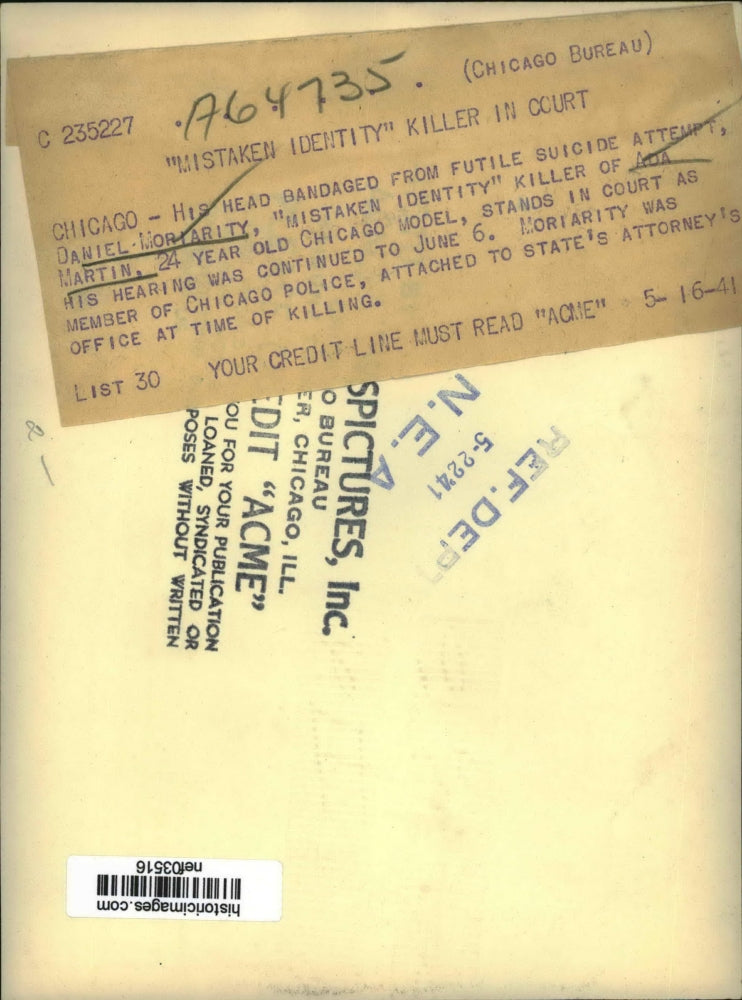 (CHICAGO BUREAU)
A64735.
C 235227
"MISTAKEN IDENTITY" KILLER IN COURT
CHICAGO - HIS HEAD BANDAGED FROM FUTILE SUICIDE ATTEMPT,
DANIEL MORIARITY, "MISTAKEN IDENTITY" KILLER OF ADA
MARTIN, 24 YEAR OLD CHICAGO MODEL, STANDS IN COURT AS
HIS HEARING WAS CONTINUED TO JUNE 6. MORIARITY WAS
MEMBER OF CHICAGO POLICE, ATTACHED TO STATE'S ATTORNEY'S
OFFICE AT TIME OF KILLING.
LIST 30 YOUR CREDIT LINE MUST READ "ACME" 5-16-41
2
SPICTURES, Inc.
O BUREAU
ER, CHICAGO, ILL.
EDIT "ACME"
OU FOR YOUR PUBLICATION
LOANED, SYNDICATED OR
POSES WITHOUT WRITTEN
N.E.A
5-2241
REF. DEPT
historicimages.com
nef03516